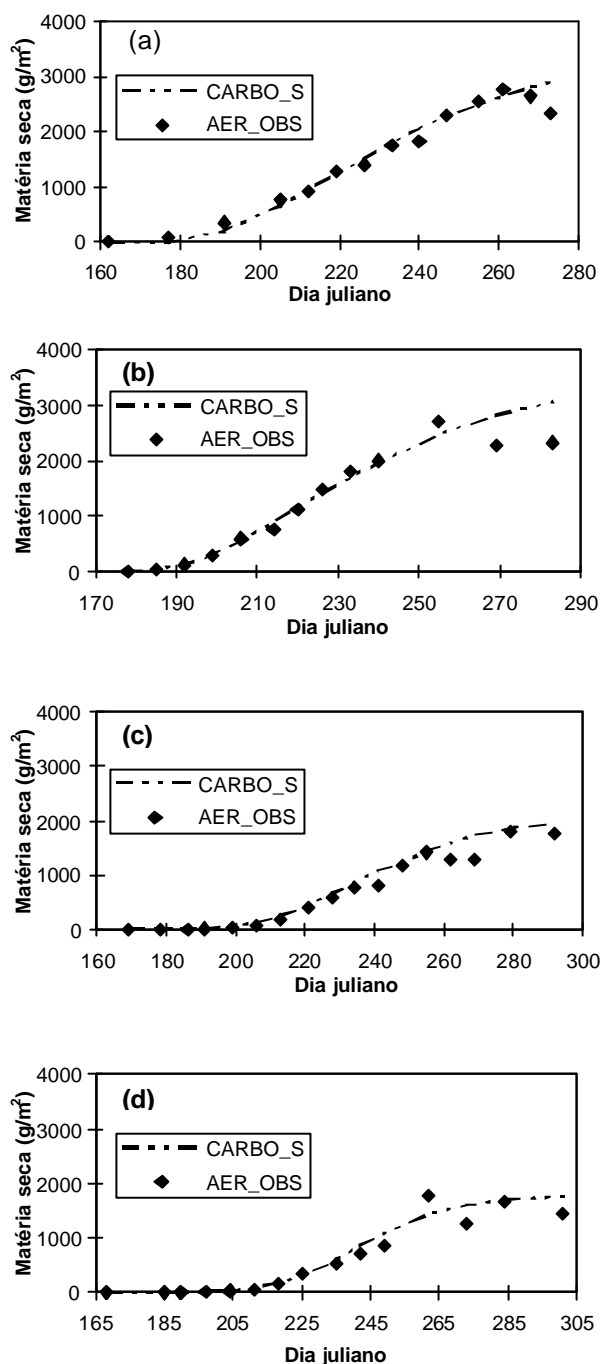 (a)
4000
3000
2000
1000
0
Matéria seca (g/m²)
CARBO_S
AER_OBS
160 180 200 220 240 260 280
Dia juliano
(b)
4000
3000
2000
1000
0
Matéria seca (g/m²)
CARBO_S
AER_OBS
170 190 210 230 250 270 290
Dia juliano
(c)
4000
3000
2000
1000
0
Matéria seca (g/m²)
CARBO_S
AER_OBS
160 180 200 220 240 260 280 300
Dia juliano
(d)
4000
3000
2000
1000
0
Matéria seca (g/m²)
CARBO_S
AER_OBS
165 185 205 225 245 265 285 305
Dia juliano